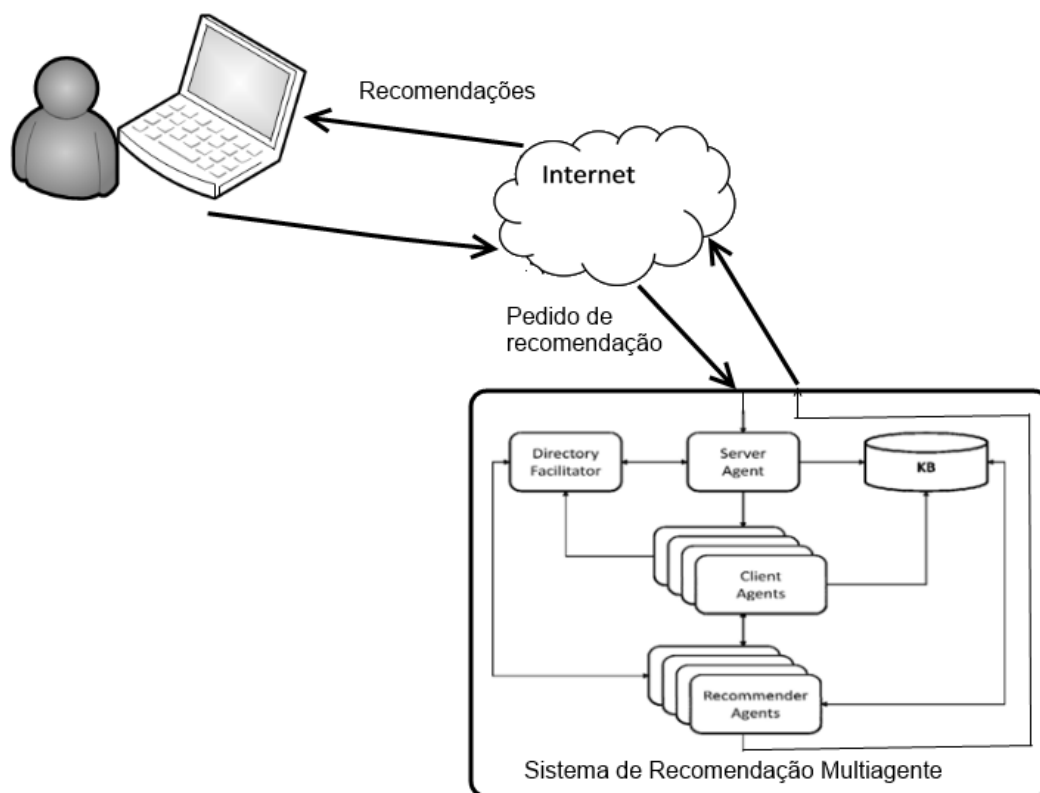 Recomendações
Internet
Pedido de
recomendação
Directory
Facilitator
Server
Agent
KB
Client
Agents
Recommender
Agents
Sistema de Recomendação Multiagente